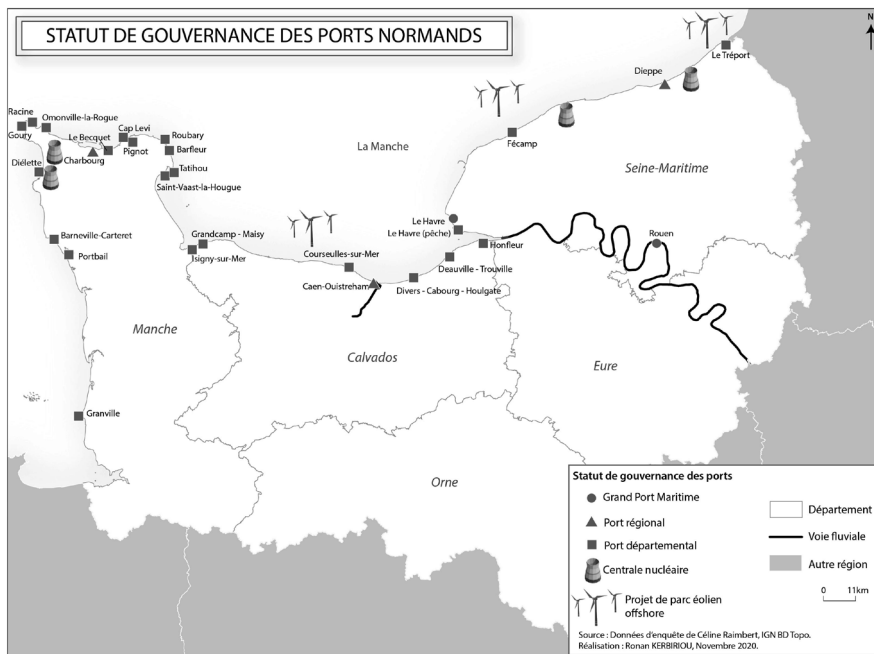 STATUT DE GOUVERNANCE DES PORTS NORMANDS
N
Le Tréport
Dieppe
Racine
Omonville-la-Rogue
Goury
Le Becquet
Cap Levi
Roubary
Charbourg
Pignot
Barfleur
Diélette
Tatihou
Saint-Vaast-la-Hougue
La Manche
Fécamp
Seine-Maritime
Le Havre
Le Havre (pêche)
Rouen
Honfleur
Barneville-Carteret
Portbail
Grandcamp - Maisy
Isigny-sur-Mer
Courseulles-sur-Mer
Deauville - Trouville
Caen-Ouistreham
Divers - Cabourg - Houlgate
Manche
Calvados
Eure
Granville
Orne
Statut de gouvernance des ports
Grand Port Maritime
Port régional
Port départemental
Centrale nucléaire
Projet de parc éolien
offshore
Département
Voie fluviale
Autre région
0 11km
Source : Données d'enquête de Céline Raimbert, IGN BD Topo.
Réalisation : Ronan KERBIRIOU, Novembre 2020.